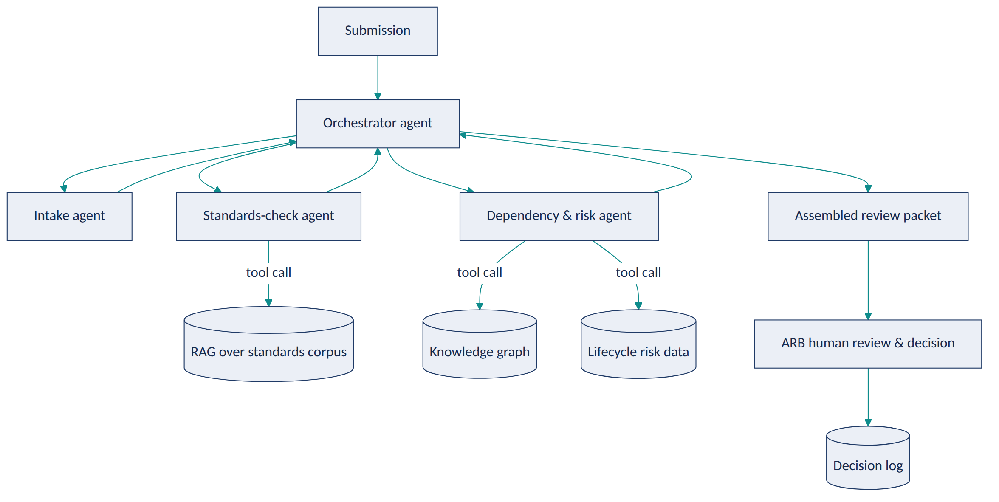 Submission
Orchestrator agent
Intake agent
Standards-check agent
Dependency & risk agent
Assembled review packet
tool call
tool call
tool call
RAG over standards corpus
Knowledge graph
Lifecycle risk data
ARB human review & decision
Decision log